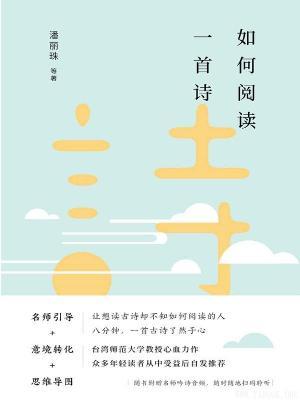 如何阅读
一首诗
潘丽珠 等著
诗
名师引导
+
意境转化
+
思维导图
让想读古诗却不知如何阅读的人
八分钟，一首古诗了然于心
台湾师范大学教授心血力作
众多年轻读者从中受益后自发推荐
随书附赠名师吟诗音频，随时随地扫码聆听